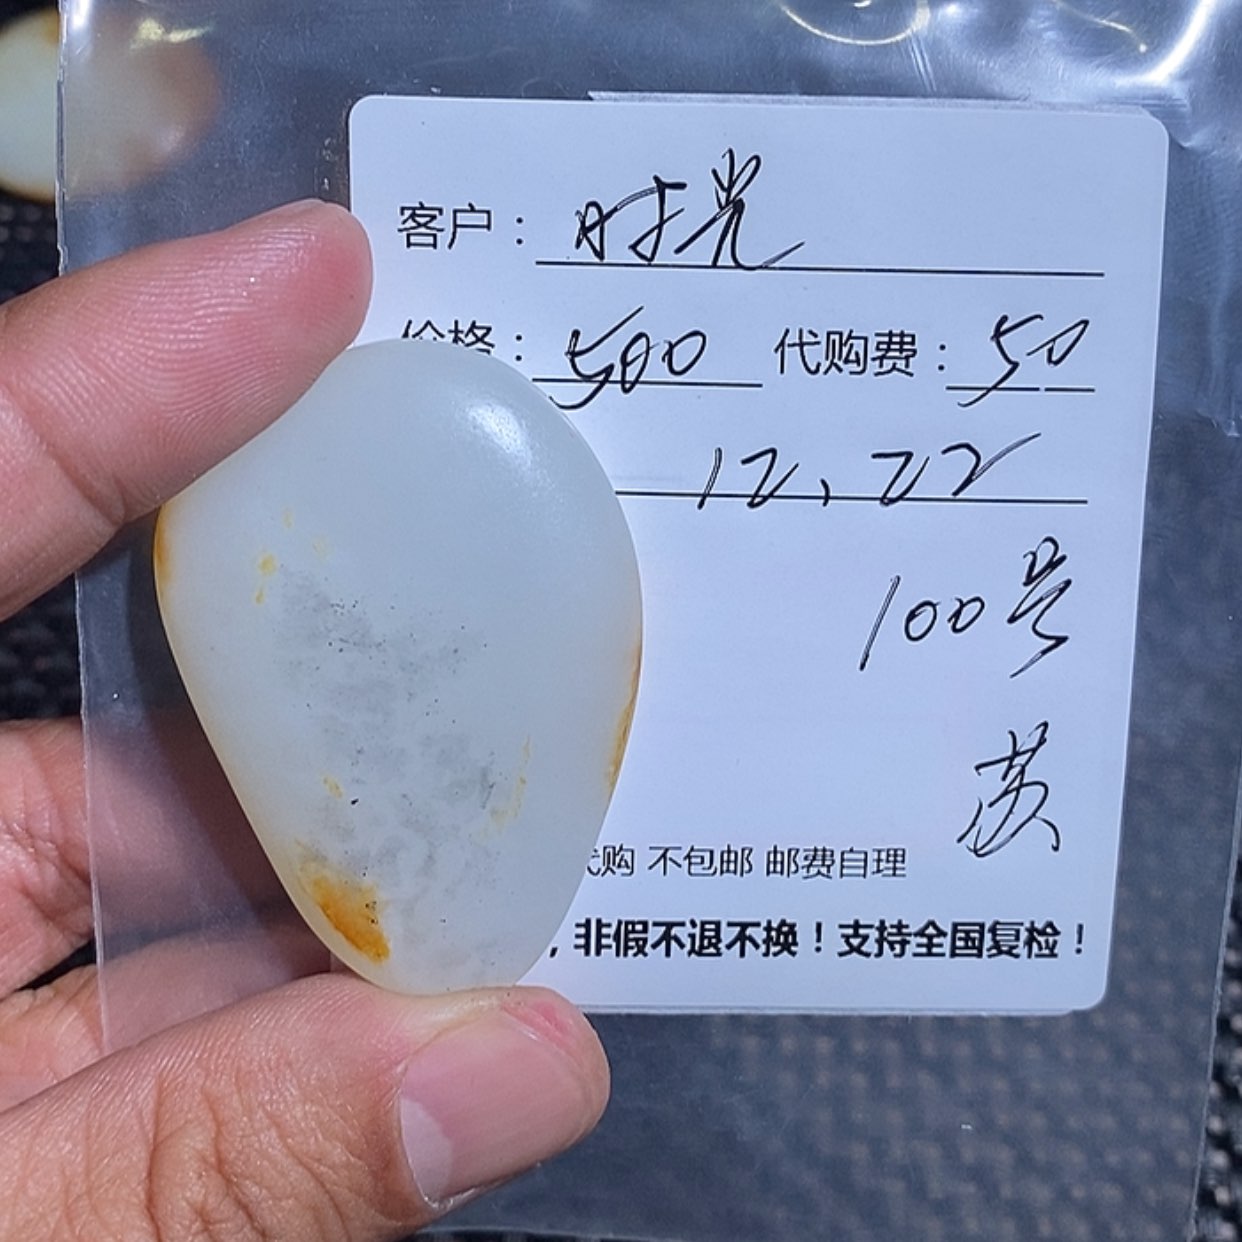 客户：时光
价格：500 代购费：50
12、22
100号
苏
代购 不包邮 邮费自理
，非假不退不换！支持全国复检！